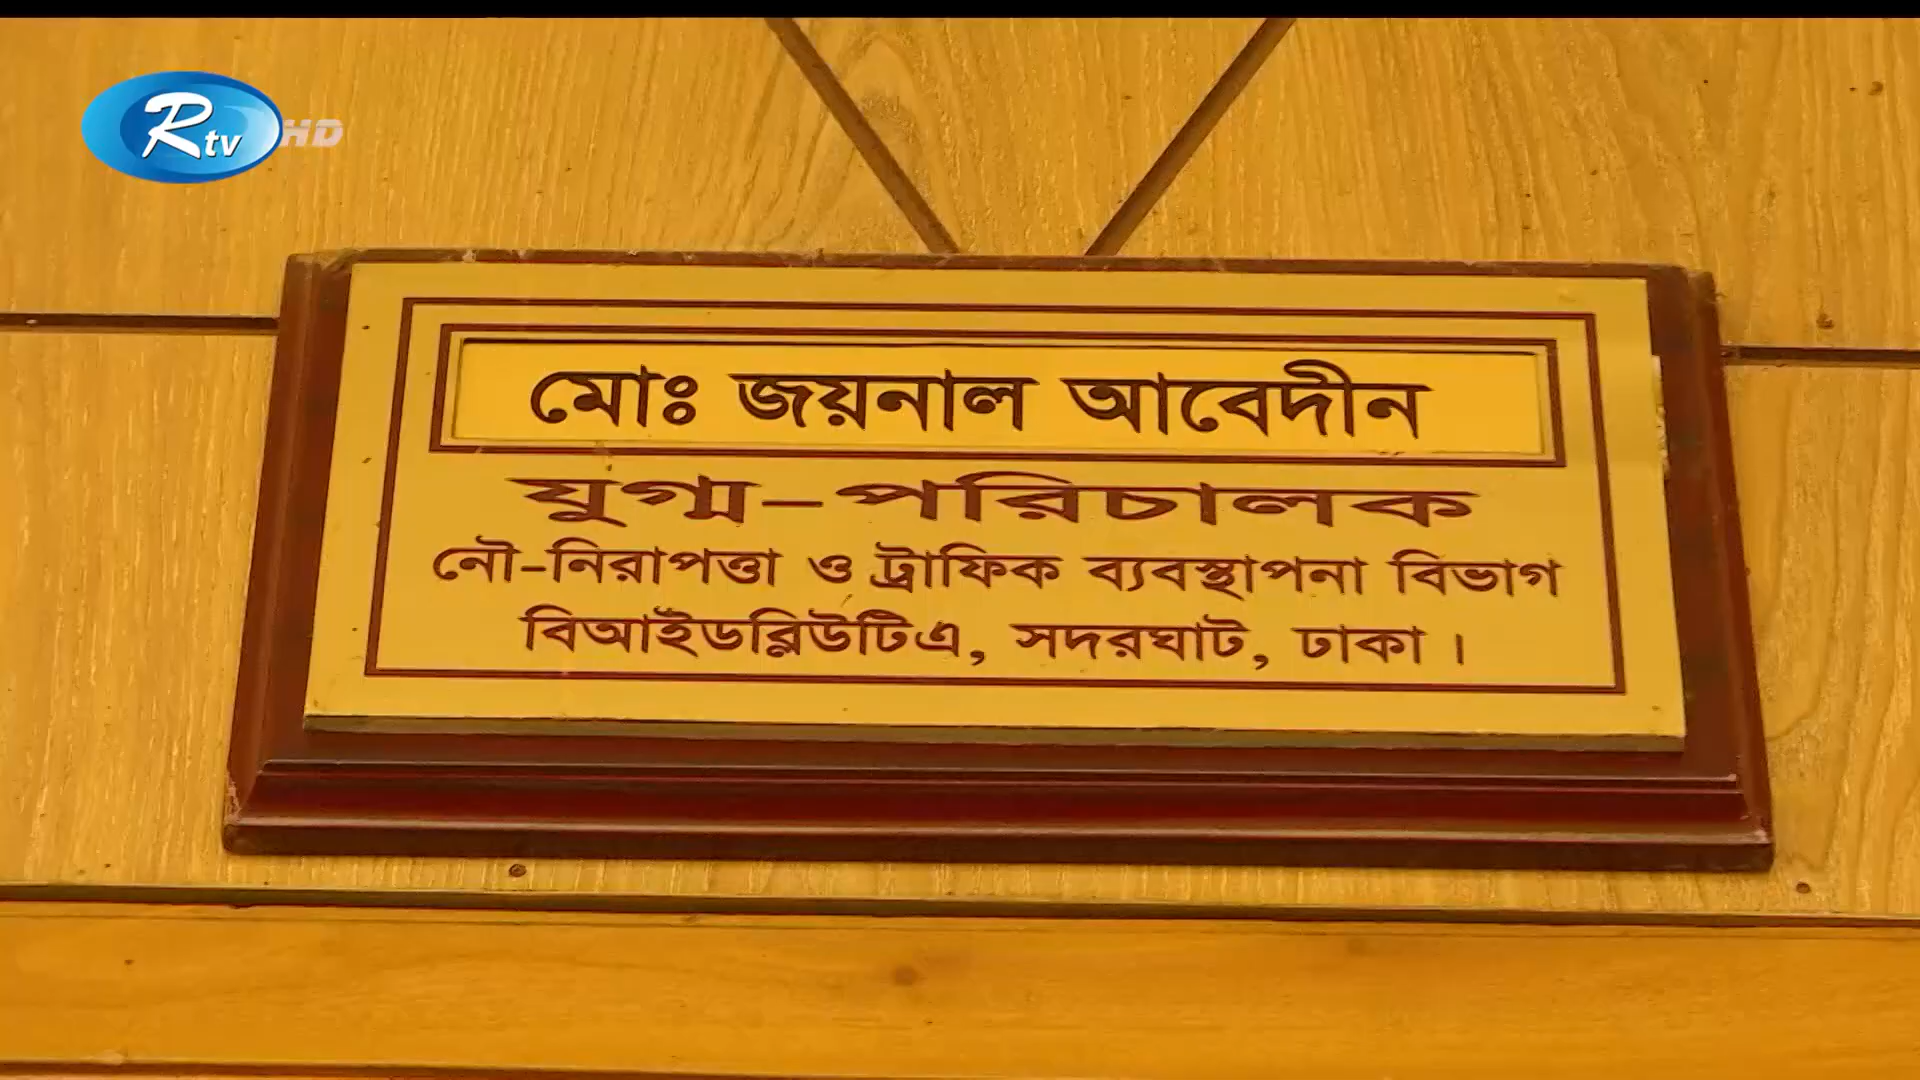 Rtv HD
মোঃ জয়নাল আবেদীন
যুগ্ম-পরিচালক
নৌ-নিরাপত্তা ও ট্রাফিক ব্যবস্থাপনা বিভাগ
বিআইডব্লিউটিএ, সদরঘাট, ঢাকা।